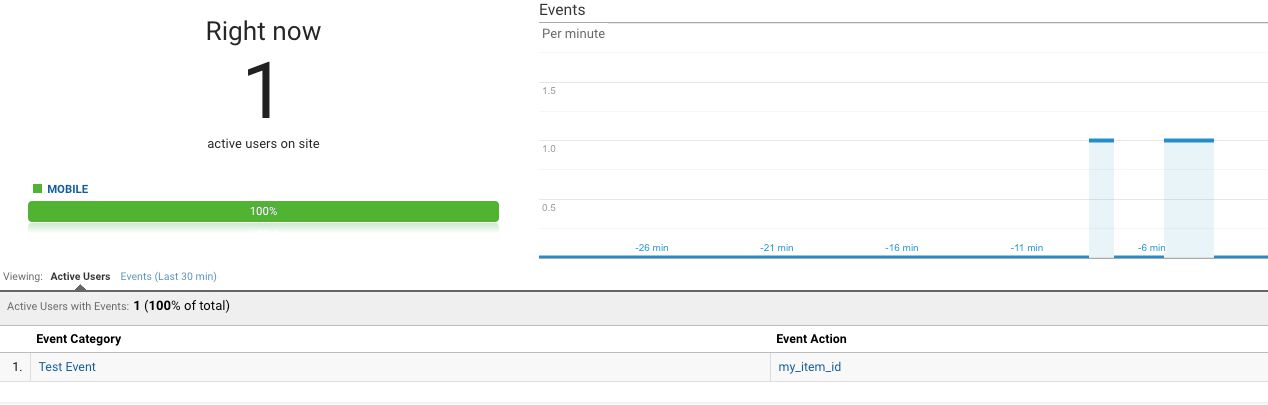 Right now
1
active users on site
MOBILE
100%
Events
Per minute
1.5
1.0
0.5
-26 min -21 min -16 min -11 min -6 min
Viewing: Active Users Events (Last 30 min)
Active Users with Events: 1 (100% of total)
Event Category Event Action
1. Test Event my_item_id